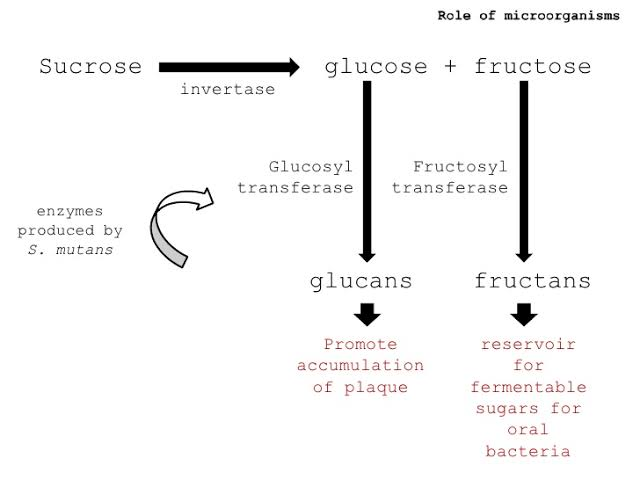 Role of microorganisms
Sucrose
glucose + fructose
invertase
Glucosyl
transferase
Fructosyl
transferase
enzymes
produced by
S. mutans
glucans
fructans
Promote
accumulation
of plaque
reservoir
for
fermentable
sugars for
oral
bacteria